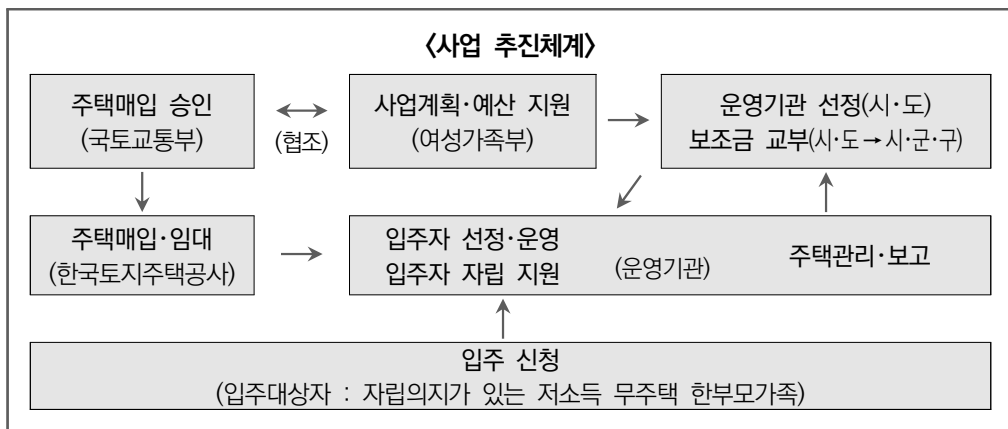 〈사업 추진체계〉
주택매입 승인
(국토교통부)
(협조)
사업계획·예산 지원
(여성가족부)
운영기관 선정(시·도)
보조금 교부(시·도→시·군·구)
주택매입·임대
(한국토지주택공사)
입주자 선정·운영
입주자 자립 지원
(운영기관)
주택관리·보고
입주 신청
(입주대상자 : 자립의지가 있는 저소득 무주택 한부모가족)